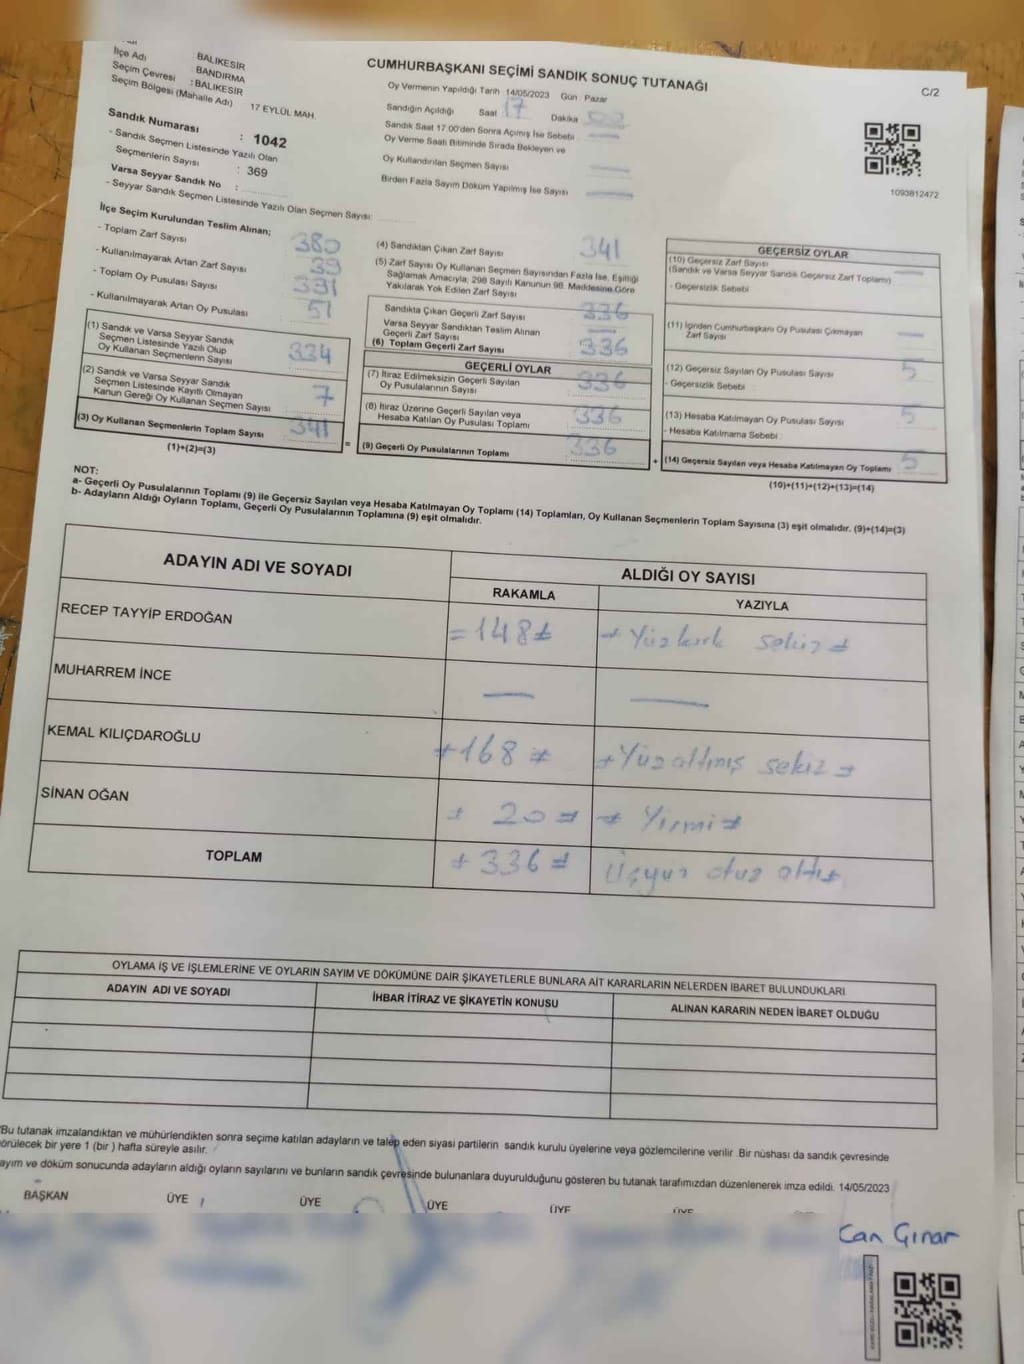 İlçe Adı : BALIKESİR
Seçim Çevresi : BANDIRMA
Seçim Bölgesi (Mahalle Adı) : BALIKESİR
17 EYLÜL MAH.
CUMHURBAŞKANI SEÇİMİ SANDIK SONUÇ TUTANAĞI
C/2
Oy Vermenin Yapıldığı Tarih 14/05/2023 Gün Pazar
Sandığın Açıldığı Saat 17 Dakika
Sandık Saat 17.00'den Sonra Açılmış İse Sebebi
Oy Verme Saati Bitiminde Sırada Bekleyen ve
Oy Kullandırılan Seçmen Sayısı
Birden Fazla Sayım Döküm Yapılmış İse Sayısı
1093812472
Sandık Numarası : 1042
- Sandık Seçmen Listesinde Yazılı Olan
Seçmenlerin Sayısı : 369
Varsa Seyyar Sandık No :
- Seyyar Sandık Seçmen Listesinde Yazılı Olan Seçmen Sayısı:
İlçe Seçim Kurulundan Teslim Alınan;
- Toplam Zarf Sayısı 380
- Kullanılmayarak Artan Zarf Sayısı 39
- Toplam Oy Pusulası Sayısı
- Kullanılmayarak Artan Oy Pusulası 51
(1) Sandık ve Varsa Seyyar Sandık
Seçmen Listesinde Yazılı Olup
Oy Kullanan Seçmenlerin Sayısı 334
(2) Sandık ve Varsa Seyyar Sandık
Seçmen Listesinde Kayıtlı Olmayan
Kanun Gereği Oy Kullanan Seçmen Sayısı 7
(3) Oy Kullanan Seçmenlerin Toplam Sayısı 341
(1)+(2)=(3)
(4) Sandıktan Çıkan Zarf Sayısı 341
(5) Zarf Sayısı Oy Kullanan Seçmen Sayısından Fazla İse, Eşitliği
Sağlamak Amacıyla; 298 Sayılı Kanunun 98. Maddesine Göre
Yakılarak Yok Edilen Zarf Sayısı
Sandıkta Çıkan Geçerli Zarf Sayısı 336
Varsa Seyyar Sandıktan Teslim Alınan
Geçerli Zarf Sayısı
(6) Toplam Geçerli Zarf Sayısı 336
GEÇERLİ OYLAR
(7) İtiraz Edilmeksizin Geçerli Sayılan
Oy Pusulalarının Sayısı 336
(8) İtiraz Üzerine Geçerli Sayılan veya
Hesaba Katılan Oy Pusulası Toplamı 336
= (9) Geçerli Oy Pusulalarının Toplamı 336
GEÇERSİZ OYLAR
(10) Geçersiz Zarf Sayısı
(Sandık ve Varsa Seyyar Sandık Geçersiz Zarf Toplamı)
- Geçersizlik Sebebi
(11) İçinden Cumhurbaşkanı Oy Pusulası Çıkmayan
Zarf Sayısı
(12) Geçersiz Sayılan Oy Pusulası Sayısı 5
- Geçersizlik Sebebi
(13) Hesaba Katılmayan Oy Pusulası Sayısı 5
- Hesaba Katılmama Sebebi
+ (14) Geçersiz Sayılan veya Hesaba Katılmayan Oy Toplamı 5
(10)+(11)+(12)+(13)=(14)
NOT:
a- Geçerli Oy Pusulalarının Toplamı (9) ile Geçersiz Sayılan veya Hesaba Katılmayan Oy Toplamı (14) Toplamları, Oy Kullanan Seçmenlerin Toplam Sayısına (3) eşit olmalıdır. (9)+(14)=(3)
b- Adayların Aldığı Oyların Toplamı, Geçerli Oy Pusulalarının Toplamına (9) eşit olmalıdır.
ADAYIN ADI VE SOYADI
ALDIĞI OY SAYISI
RAKAMLA YAZIYLA
RECEP TAYYİP ERDOĞAN =148= Yüzkırk sekiz
MUHARREM İNCE — —
KEMAL KILIÇDAROĞLU 168 Yüzaltmış sekiz
SİNAN OĞAN 20 Yirmi
TOPLAM 336 Üçyüz otuz altı
OYLAMA İŞ VE İŞLEMLERİNE VE OYLARIN SAYIM VE DÖKÜMÜNE DAİR ŞİKAYETLERLE BUNLARA AİT KARARLARIN NELERDEN İBARET BULUNDUKLARI
ADAYIN ADI VE SOYADI İHBAR İTİRAZ VE ŞİKAYETİN KONUSU ALINAN KARARIN NEDEN İBARET OLDUĞU
Bu tutanak imzalandıktan ve mühürlendikten sonra seçime katılan adayların ve talep eden siyasi partilerin sandık kurulu üyelerine veya gözlemcilerine verilir .Bir nüshası da sandık çevresinde
örülecek bir yere 1 (bir ) hafta süreyle asılır.
ayım ve döküm sonucunda adayların aldığı oyların sayılarını ve bunların sandık çevresinde bulunanlara duyurulduğunu gösteren bu tutanak tarafımızdan düzenlenerek imza edildi. 14/05/2023
BAŞKAN ÜYE ÜYE ÜYE ÜYE ÜYE
Can Çınar